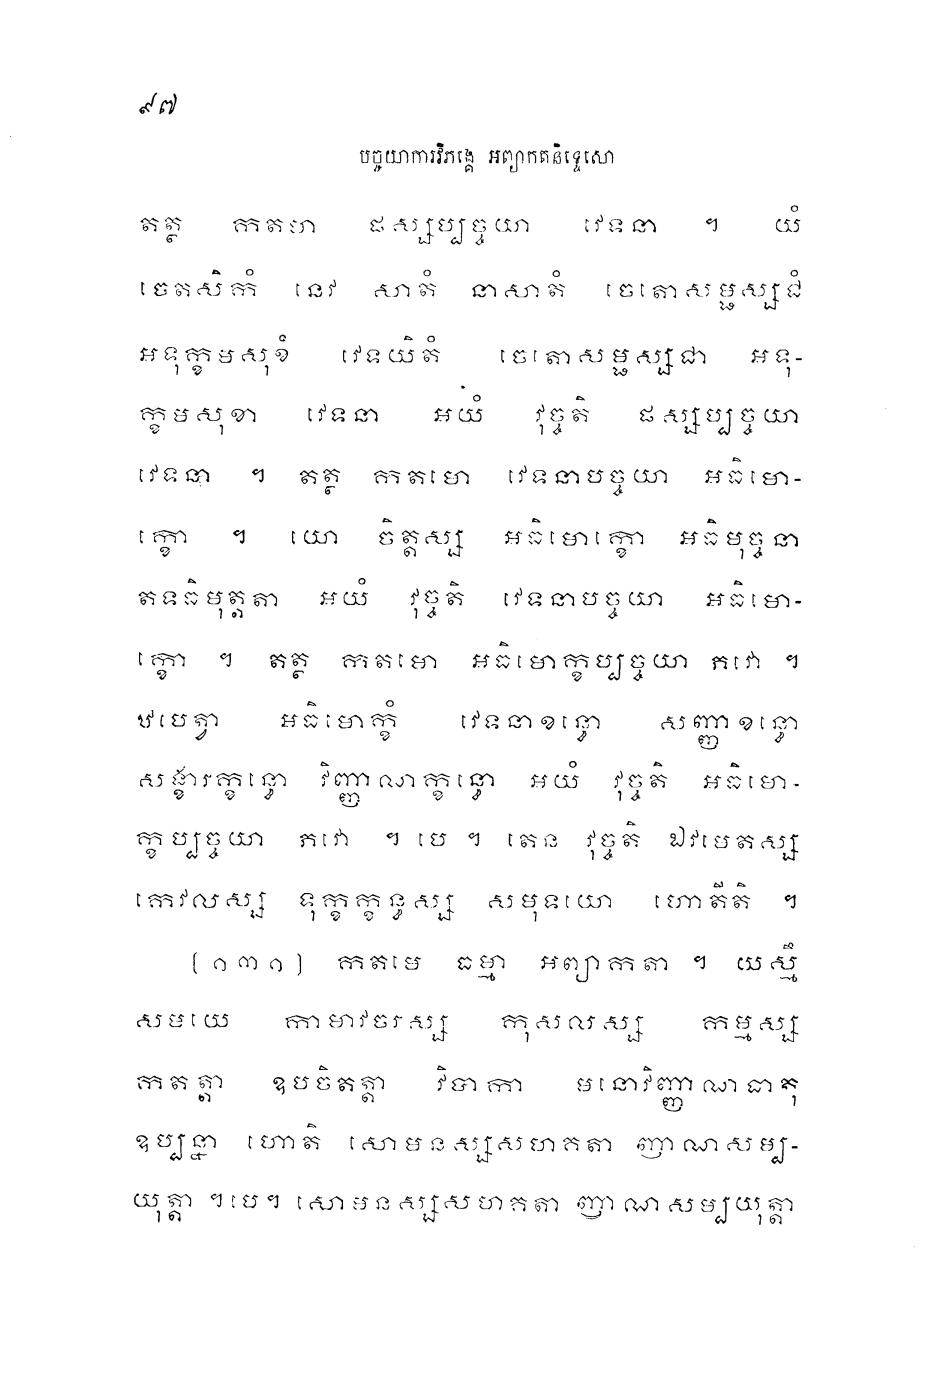 ៩៧
បច្ចយាការវិភង្គេ អព្យាកតនិទ្ទេសោ
តត្ថ កតមា ផស្សប្បច្ចយា វេទនា ។ យំ
ចេតសិកំ នេវ សាតំ នាសាតំ ចេតោសម្ផស្សជំ
អទុក្ខមសុខំ វេទយិតំ ចេតោសម្ផស្សជា អទុ-
ក្ខមសុខា វេទនា អយំ វុច្ចតិ ផស្សប្បច្ចយា
វេទនា ។ តត្ថ កតមោ វេទនាបច្ចយា អធិមោ-
ក្ខោ ។ យោ ចិត្តស្ស អធិមោក្ខោ អធិមុច្ចនា
តទធិមុត្តតា អយំ វុច្ចតិ វេទនាបច្ចយា អធិមោ-
ក្ខោ ។ តត្ថ កតមោ អធិមោក្ខប្បច្ចយា ភវោ ។
ឋបេត្វា អធិមោក្ខំ វេទនាខន្ធោ សញ្ញាខន្ធោ
សង្ខារក្ខន្ធោ វិញ្ញាណក្ខន្ធោ អយំ វុច្ចតិ អធិមោ-
ក្ខប្បច្ចយា ភវោ ។ បេ ។ តេន វុច្ចតិ ឯវមេតស្ស
កេវលស្ស ទុក្ខក្ខន្ធស្ស សមុទយោ ហោតីតិ ។
[១៣១] កតមេ ធម្មា អព្យាកតា ។ យស្មឹ
សមយេ កាមាវចរស្ស កុសលស្ស កម្មស្ស
កតត្តា ឧបចិតត្តា វិបាកា មនោវិញ្ញាណធាតុ
ឧប្បន្នា ហោតិ សោមនស្សសហគតា ញាណសម្ប-
យុត្តា ។បេ។ សោមនស្សសហគតា ញាណសម្បយុត្តា